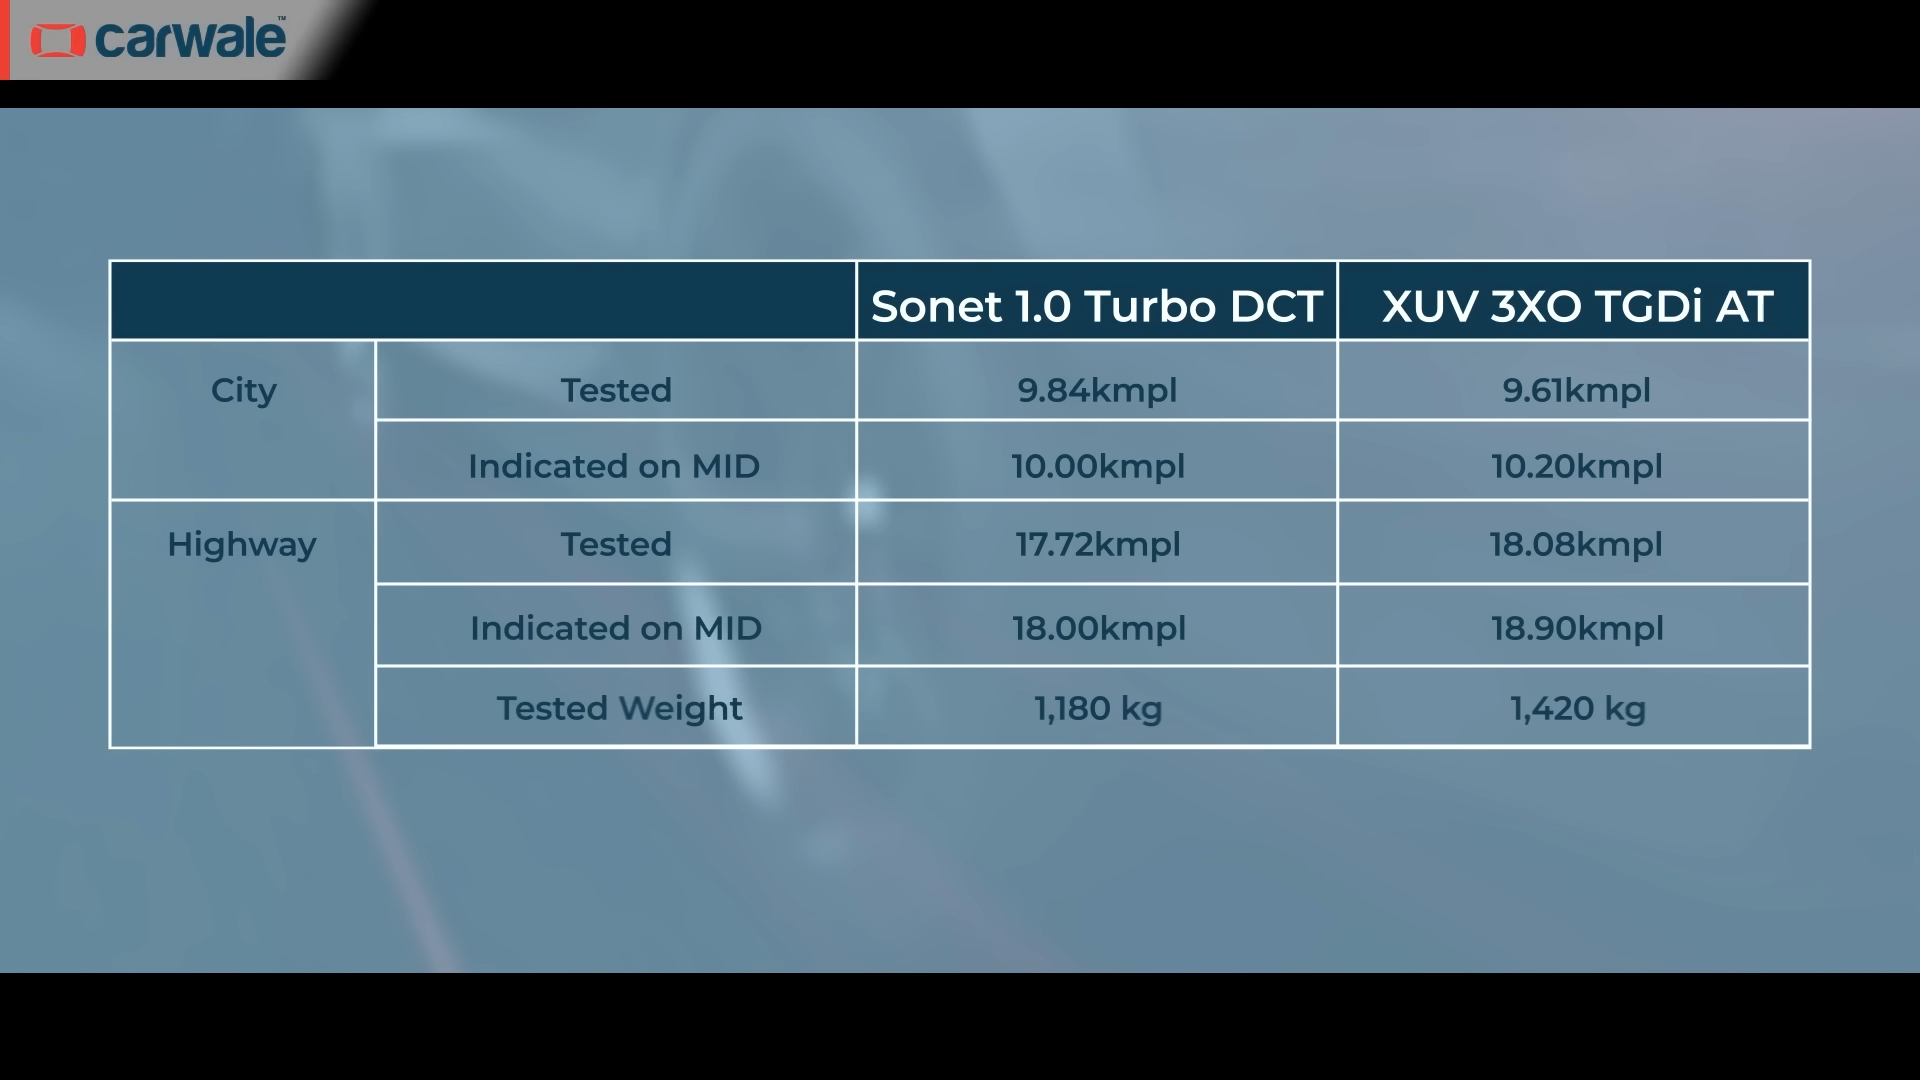 carwale™
Sonet 1.0 Turbo DCT XUV 3XO TGDi AT
City Tested 9.84kmpl 9.61kmpl
Indicated on MID 10.00kmpl 10.20kmpl
Highway Tested 17.72kmpl 18.08kmpl
Indicated on MID 18.00kmpl 18.90kmpl
Tested Weight 1,180 kg 1,420 kg